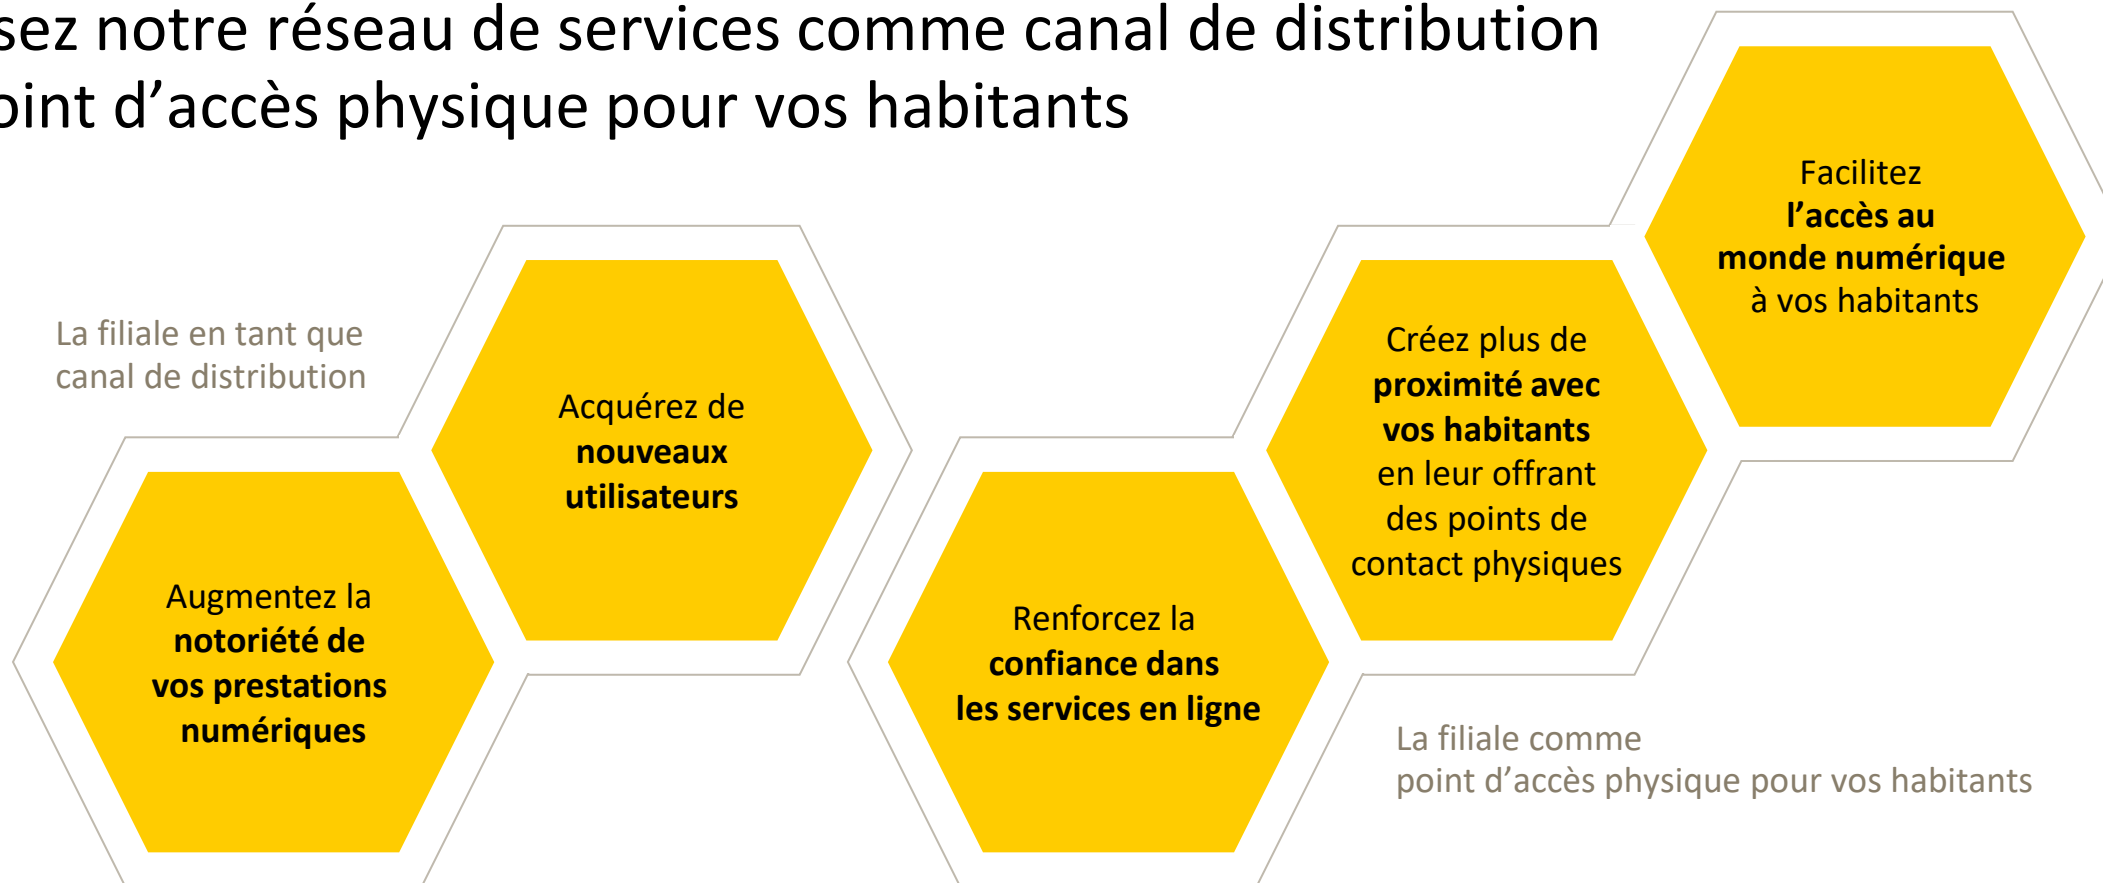 sez notre réseau de services comme canal de distribution
oint d’accès physique pour vos habitants
La filiale en tant que
canal de distribution
Augmentez la
notoriété de
vos prestations
numériques
Acquérez de
nouveaux
utilisateurs
Renforcez la
confiance dans
les services en ligne
Créez plus de
proximité avec
vos habitants
en leur offrant
des points de
contact physiques
Facilitez
l’accès au
monde numérique
à vos habitants
La filiale comme
point d’accès physique pour vos habitants